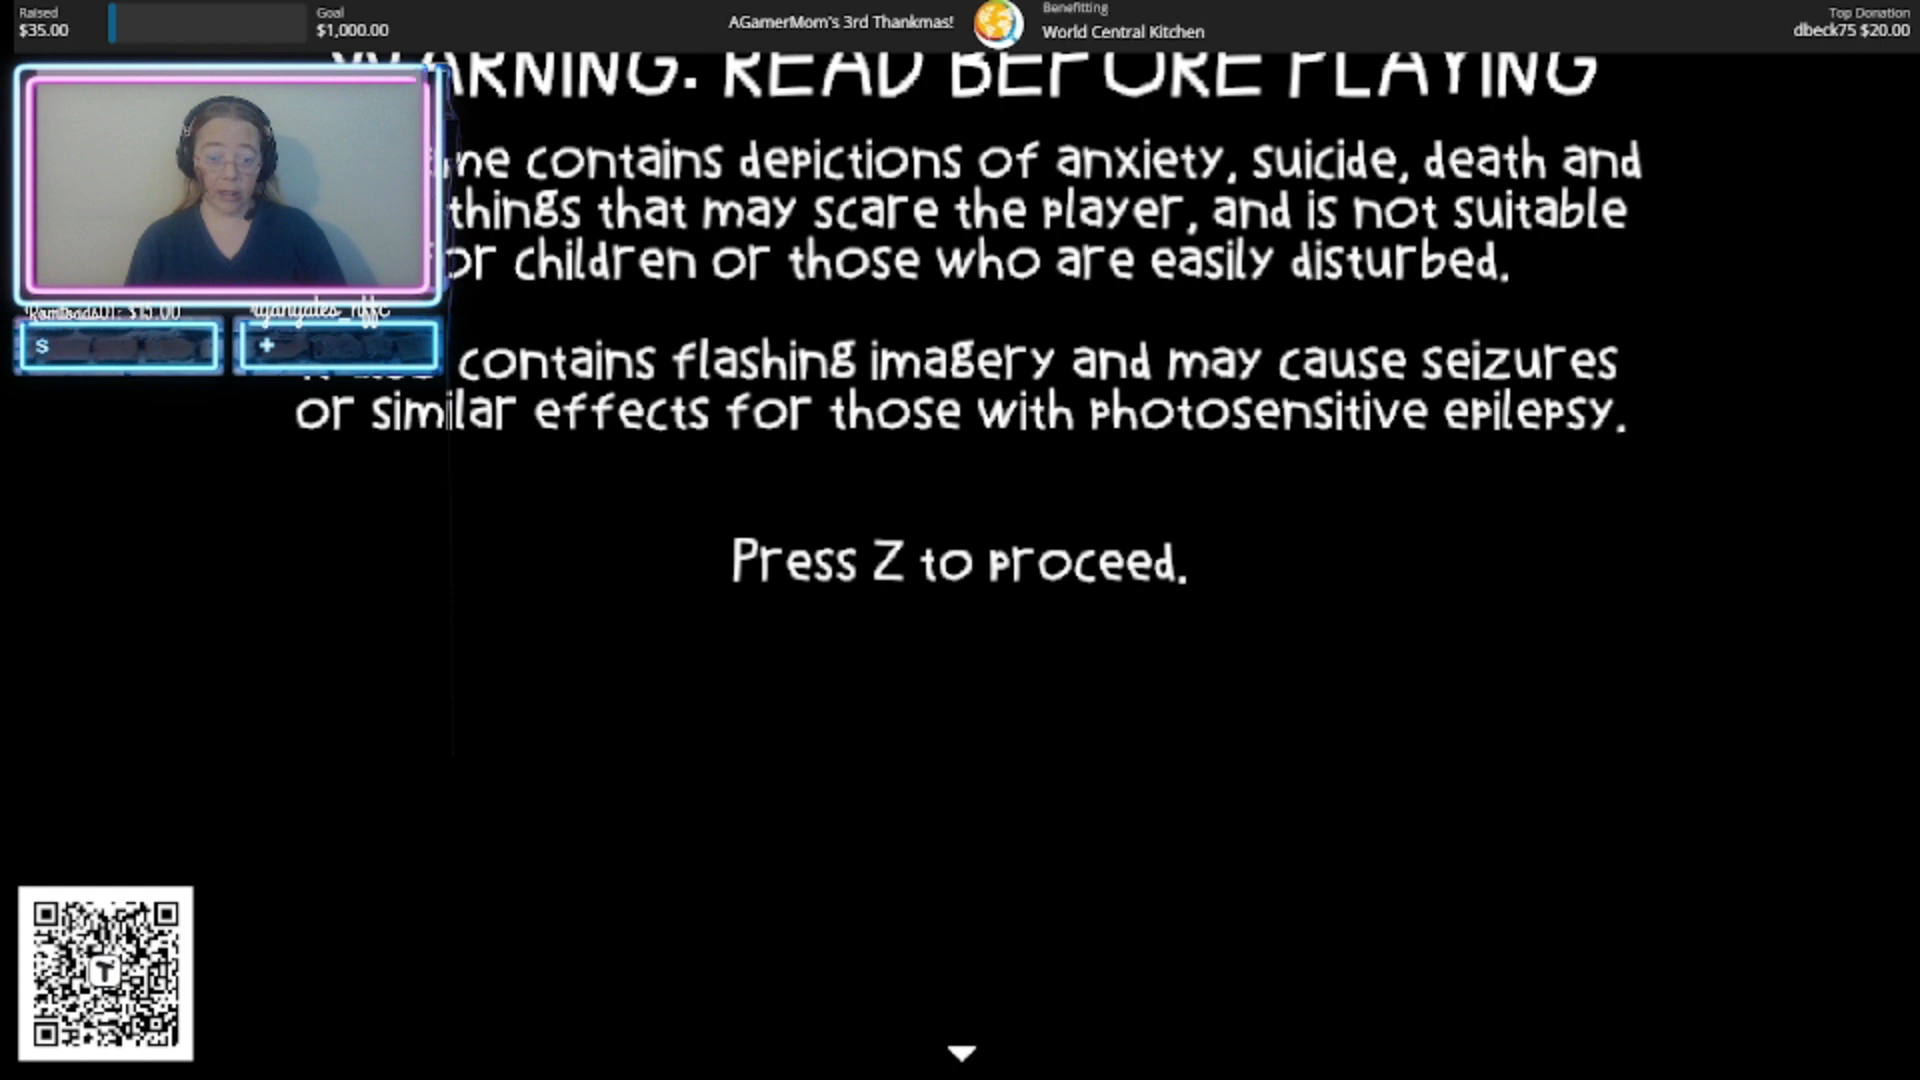 Raised
$35.00
Goal
$1,000.00
AGamerMom's 3rd Thankmas!
Benefitting
World Central Kitchen
Top Donation
dbeck75 $20.00
WARNING: READ BEFORE PLAYING
me contains depictions of anxiety, suicide, death and
things that may scare the player, and is not suitable
or children or those who are easily disturbed.
$15.00
$
+
contains flashing imagery and may cause seizures
or similar effects for those with photosensitive epilepsy.
Press Z to proceed.
T